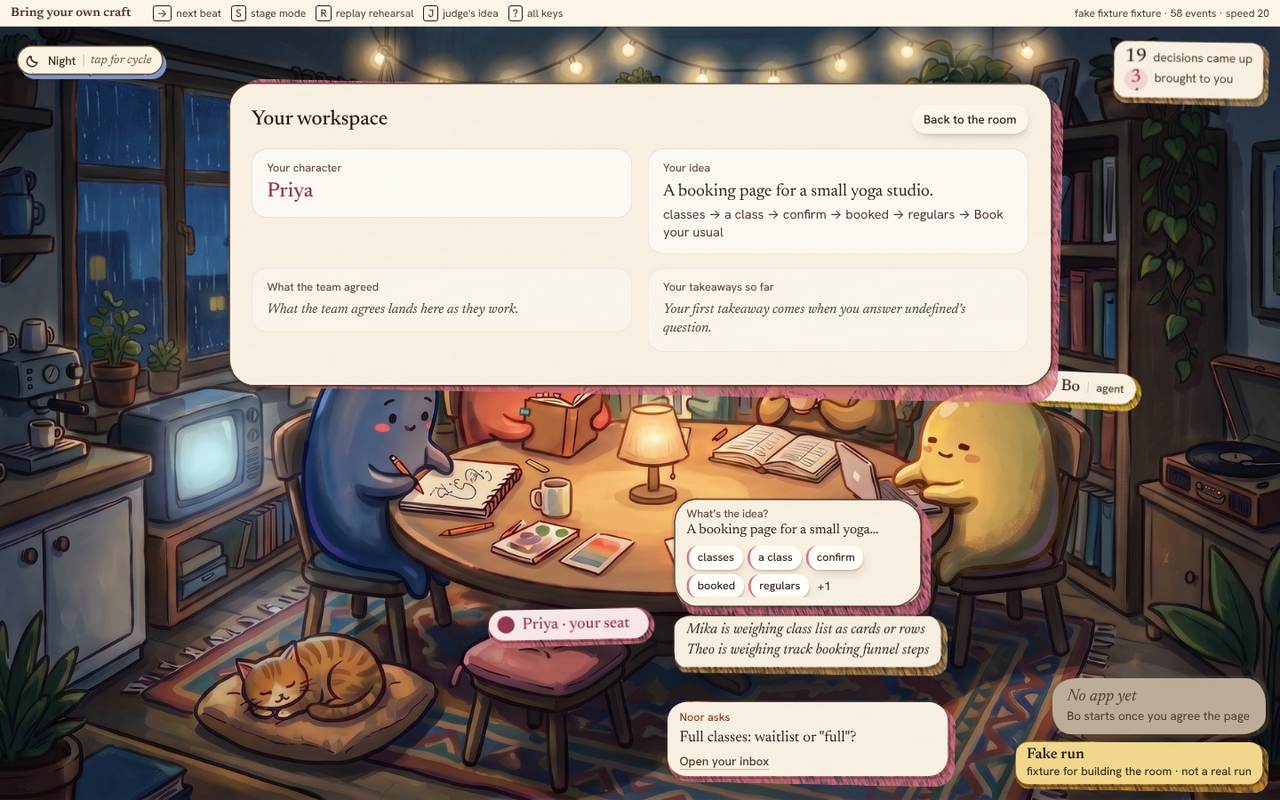 Bring your own craft
→ next beat S stage mode R replay rehearsal J judge's idea ? all keys
fake fixture fixture · 58 events · speed 20
Night tap for cycle
19 decisions came up
3 brought to you
Your workspace
Back to the room
Your character
Priya
Your idea
A booking page for a small yoga studio.
classes → a class → confirm → booked → regulars → Book
your usual
What the team agreed
What the team agrees lands here as they work.
Your takeaways so far
Your first takeaway comes when you answer undefined's
question.
Bo agent
What's the idea?
A booking page for a small yoga...
classes a class confirm
booked regulars +1
Priya · your seat
Mika is weighing class list as cards or rows
Theo is weighing track booking funnel steps
Noor asks
Full classes: waitlist or "full"?
Open your inbox
No app yet
Bo starts once you agree the page
Fake run
fixture for building the room · not a real run